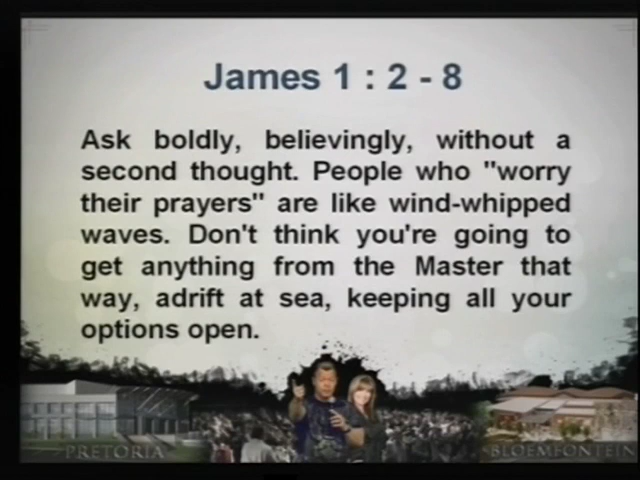 James 1 : 2 - 8
Ask boldly, believingly, without a
second thought. People who "worry
their prayers" are like wind-whipped
waves. Don't think you're going to
get anything from the Master that
way, adrift at sea, keeping all your
options open.
PRETORIA
BLOEMFONTEIN